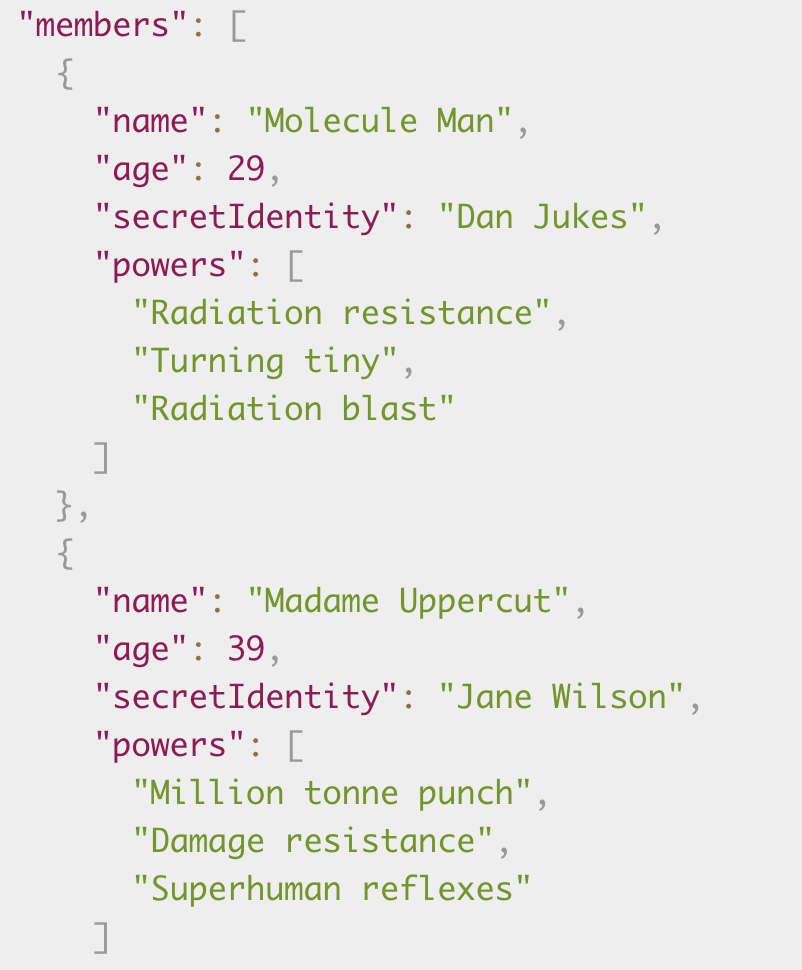 "members": [
{
"name": "Molecule Man",
"age": 29,
"secretIdentity": "Dan Jukes",
"powers": [
"Radiation resistance",
"Turning tiny",
"Radiation blast"
]
},
{
"name": "Madame Uppercut",
"age": 39,
"secretIdentity": "Jane Wilson",
"powers": [
"Million tonne punch",
"Damage resistance",
"Superhuman reflexes"
]